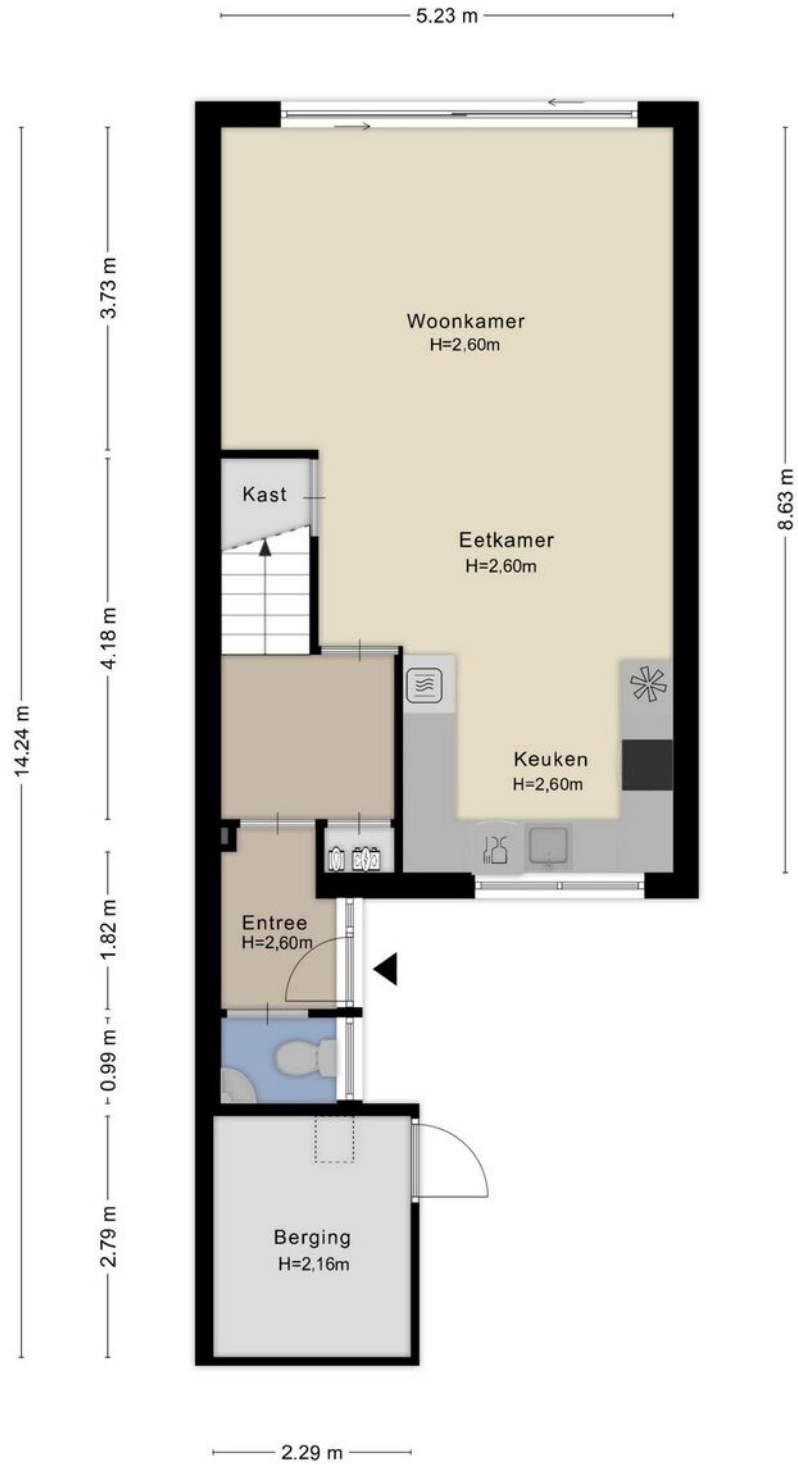 5.23 m
3.73 m
Woonkamer
H=2,60m
8.63 m
Kast
Eetkamer
H=2,60m
4.18 m
14.24 m
Keuken
H=2,60m
1.82 m
Entree
H=2,60m
0.99 m
2.79 m
Berging
H=2,16m
2.29 m